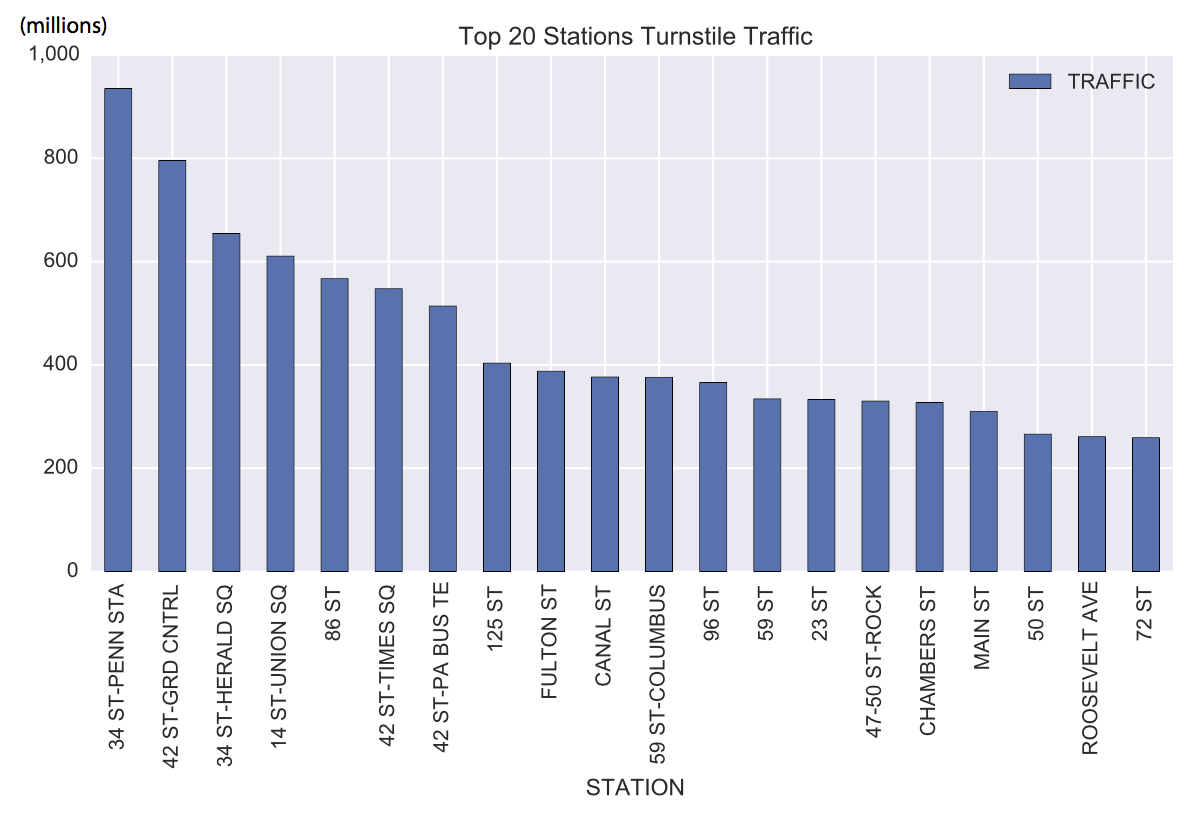 (millions)
Top 20 Stations Turnstile Traffic
1,000
800
600
400
200
0
TRAFFIC
34 ST-PENN STA
42 ST-GRD CNTRL
34 ST-HERALD SQ
14 ST-UNION SQ
86 ST
42 ST-TIMES SQ
42 ST-PA BUS TE
125 ST
FULTON ST
CANAL ST
59 ST-COLUMBUS
96 ST
59 ST
23 ST
47-50 ST-ROCK
CHAMBERS ST
MAIN ST
50 ST
ROOSEVELT AVE
72 ST
STATION